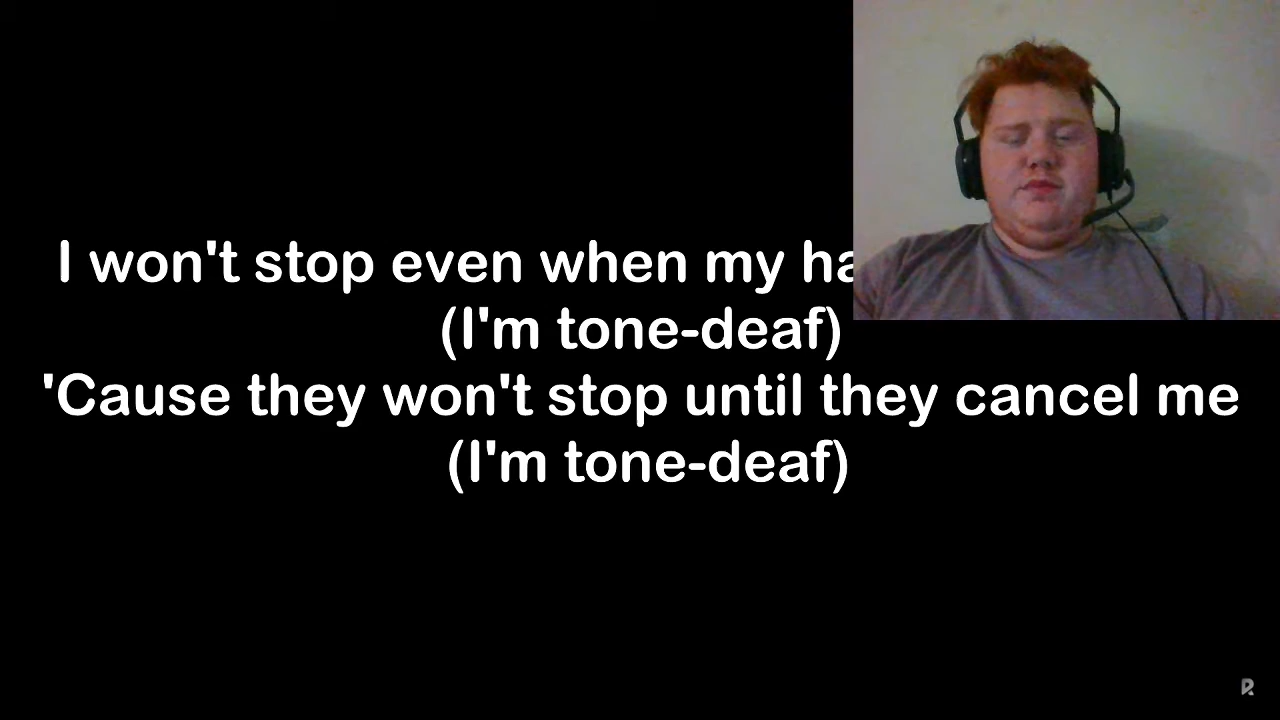 I won't stop even when my ha
(I'm tone-deaf)
'Cause they won't stop until they cancel me
(I'm tone-deaf)